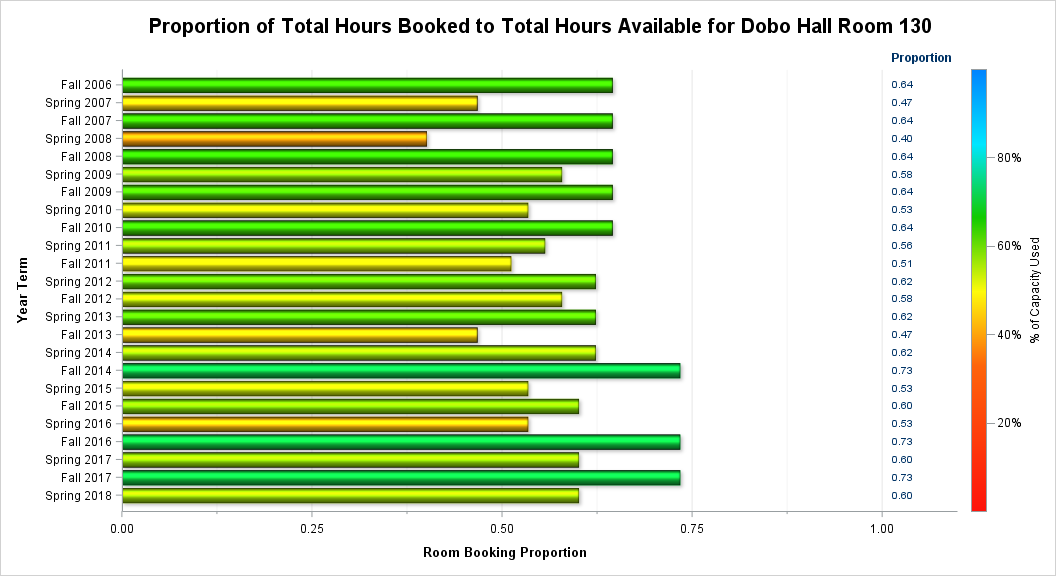 Proportion of Total Hours Booked to Total Hours Available for Dobo Hall Room 130
Proportion
Fall 2006 0.64
Spring 2007 0.47
Fall 2007 0.64
Spring 2008 0.40
Fall 2008 0.64
Spring 2009 0.58
Fall 2009 0.64
Spring 2010 0.53
Fall 2010 0.64
Spring 2011 0.56
Fall 2011 0.51
Spring 2012 0.62
Fall 2012 0.58
Spring 2013 0.62
Fall 2013 0.47
Spring 2014 0.62
Fall 2014 0.73
Spring 2015 0.53
Fall 2015 0.60
Spring 2016 0.53
Fall 2016 0.73
Spring 2017 0.60
Fall 2017 0.73
Spring 2018 0.60
Year Term
80%
60%
40%
20%
% of Capacity Used
0.00 0.25 0.50 0.75 1.00
Room Booking Proportion